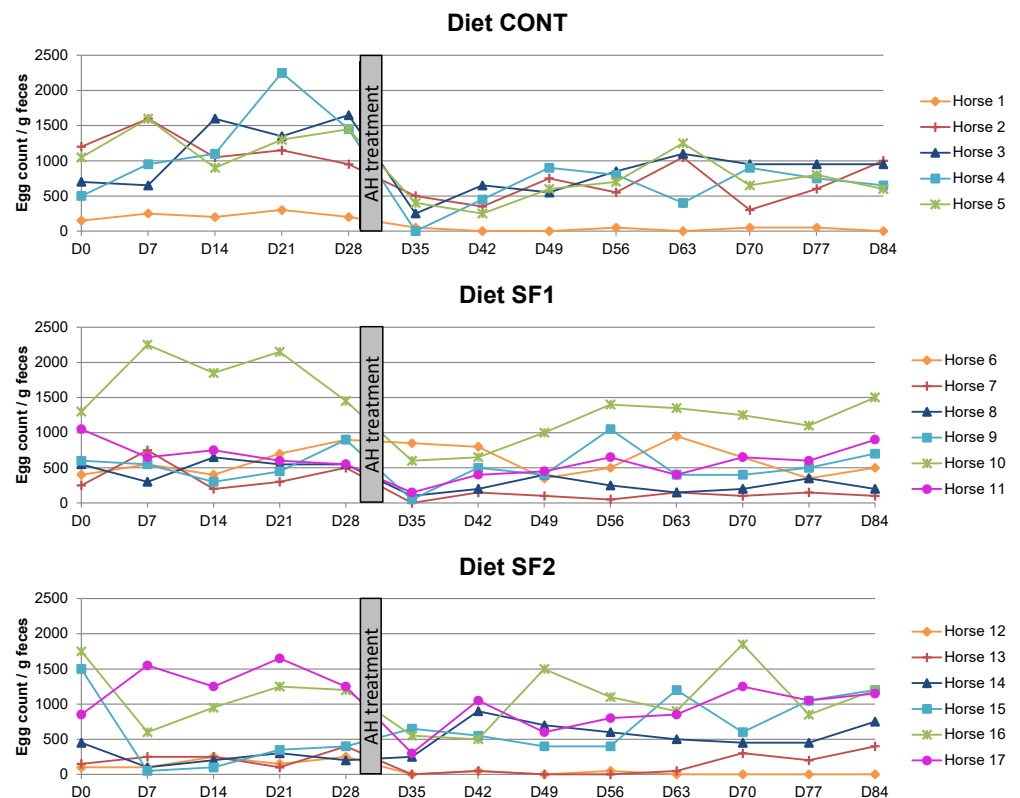 Diet CONT
Egg count / g feces
2500
2000
1500
1000
500
0
AH treatment
D0 D7 D14 D21 D28 D35 D42 D49 D56 D63 D70 D77 D84
Horse 1
Horse 2
Horse 3
Horse 4
Horse 5
Diet SF1
Egg count / g feces
2500
2000
1500
1000
500
0
AH treatment
D0 D7 D14 D21 D28 D35 D42 D49 D56 D63 D70 D77 D84
Horse 6
Horse 7
Horse 8
Horse 9
Horse 10
Horse 11
Diet SF2
Egg count / g feces
2500
2000
1500
1000
500
0
AH treatment
D0 D7 D14 D21 D28 D35 D42 D49 D56 D63 D70 D77 D84
Horse 12
Horse 13
Horse 14
Horse 15
Horse 16
Horse 17